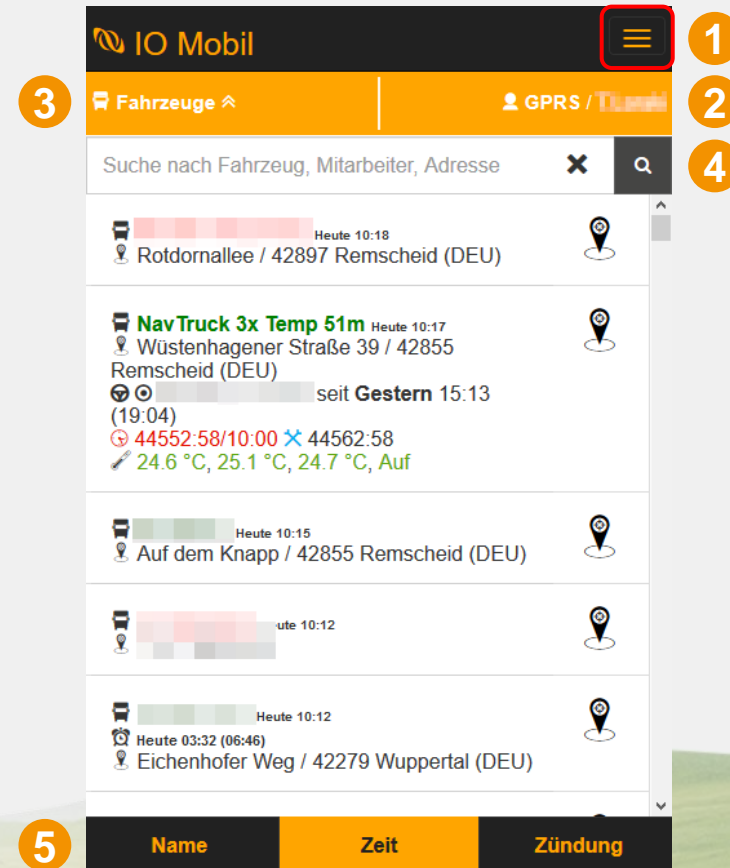 IO Mobil
1
3
Fahrzeuge
GPRS /
2
Suche nach Fahrzeug, Mitarbeiter, Adresse
4
Heute 10:18
Rotdornallee / 42897 Remscheid (DEU)
NavTruck 3x Temp 51m Heute 10:17
Wüstenhagener Straße 39 / 42855
Remscheid (DEU)
seit Gestern 15:13
(19:04)
44552:58/10:00 44562:58
24.6 °C, 25.1 °C, 24.7 °C, Auf
Heute 10:15
Auf dem Knapp / 42855 Remscheid (DEU)
ute 10:12
Heute 10:12
Heute 03:32 (06:46)
Eichenhofer Weg / 42279 Wuppertal (DEU)
5
Name Zeit Zündung